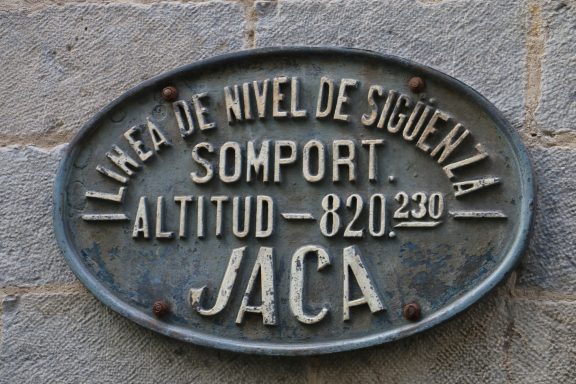 LINEA DE NIVEL DE SIGÜENZA
SOMPORT.
ALTITUD — 820.230
JACA